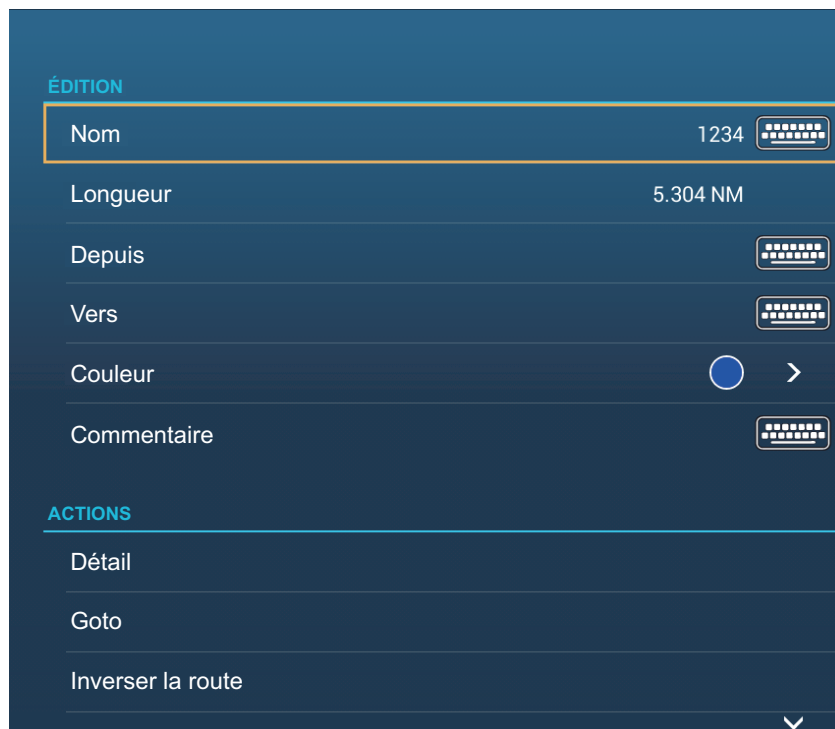 ÉDITION
Nom 1234
Longueur 5.304 NM
Depuis
Vers
Couleur
Commentaire
ACTIONS
Détail
Goto
Inverser la route